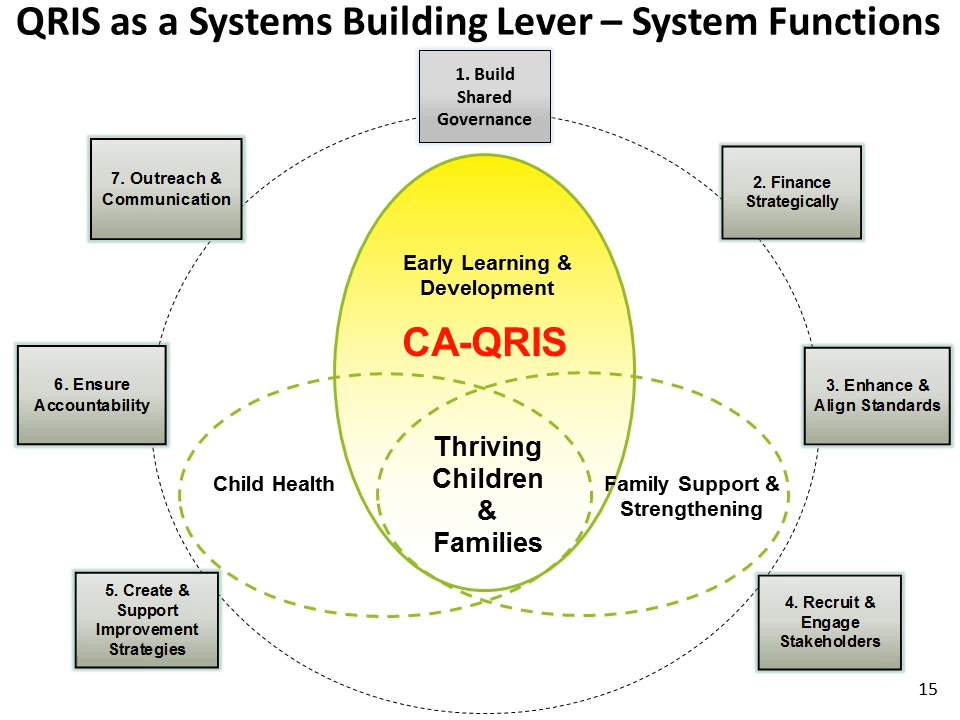 QRIS as a Systems Building Lever – System Functions
1. Build
Shared
Governance
2. Finance
Strategically
3. Enhance &
Align Standards
4. Recruit &
Engage
Stakeholders
5. Create &
Support
Improvement
Strategies
6. Ensure
Accountability
7. Outreach &
Communication
Early Learning &
Development
CA-QRIS
Thriving
Children
&
Families
Child Health
Family Support &
Strengthening
15